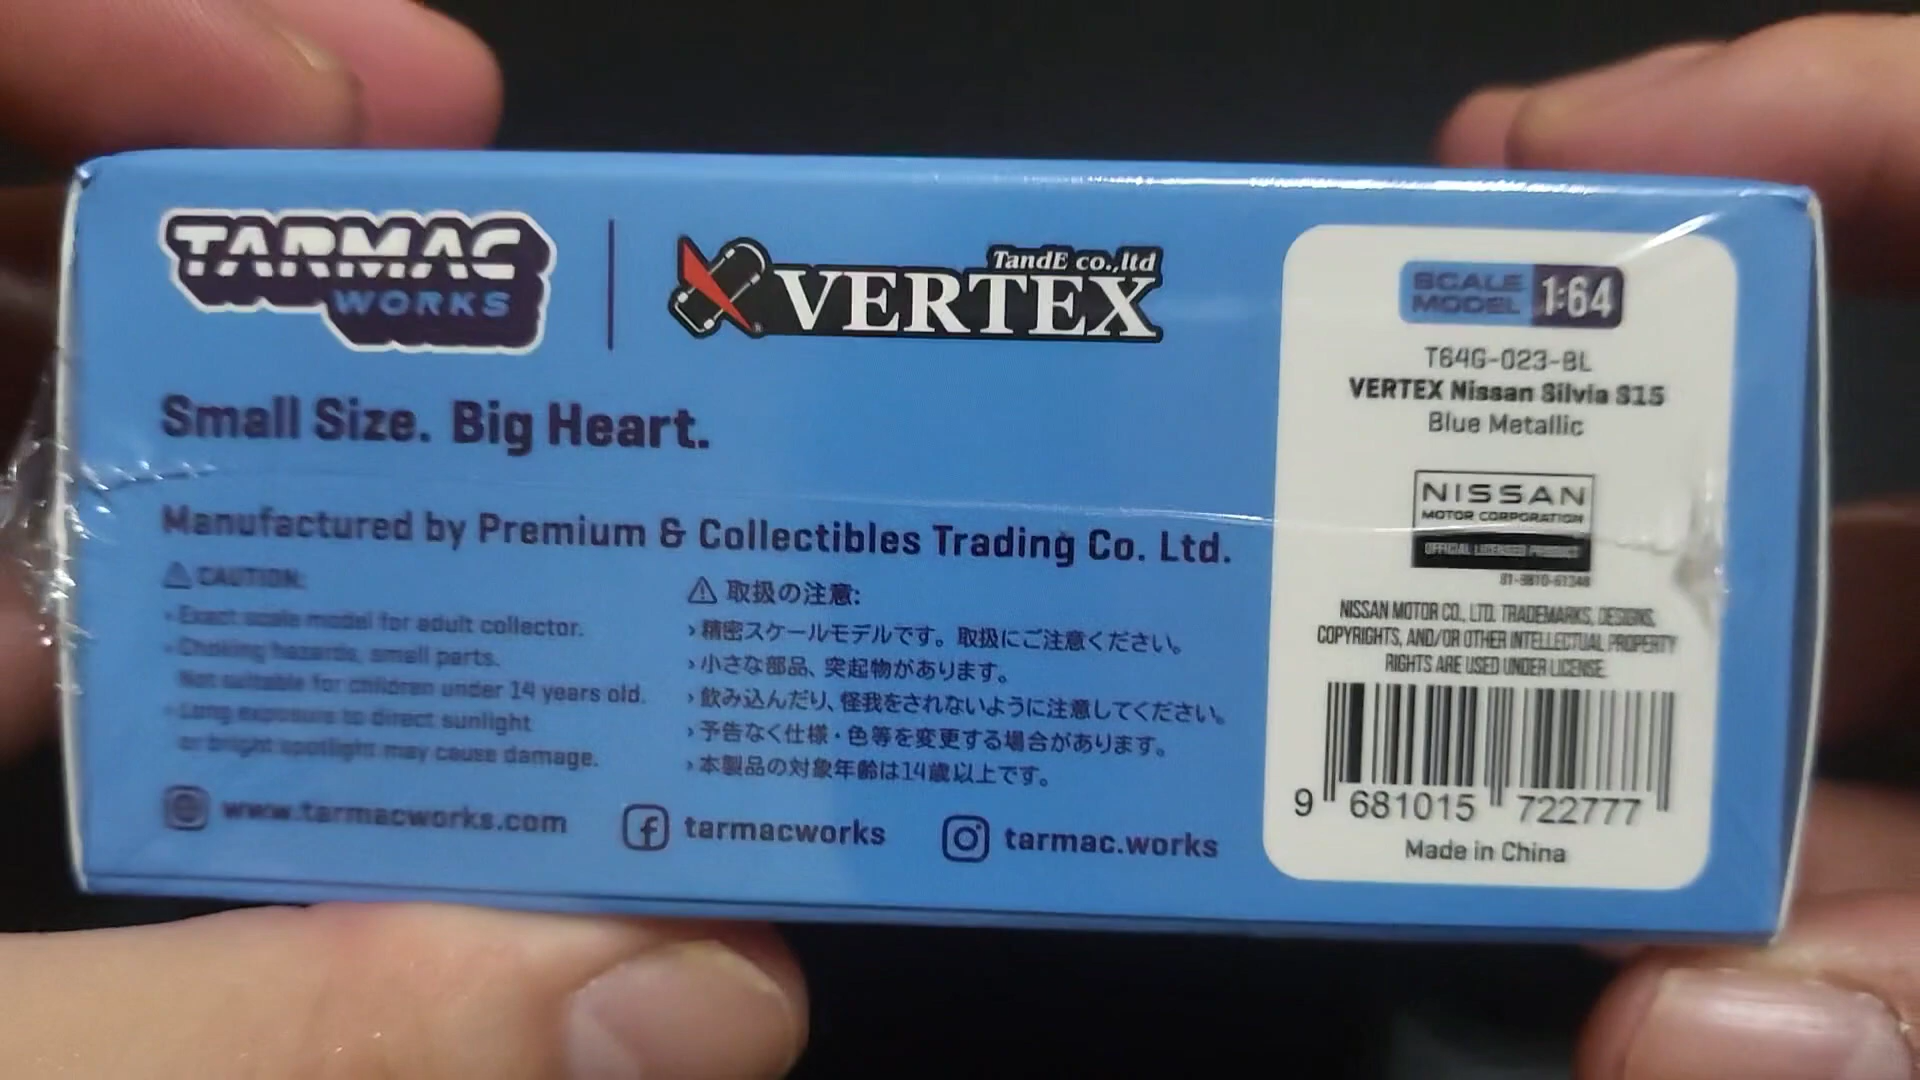 TARMAC
WORKS
TandE co.,ltd
VERTEX
Small Size. Big Heart.
Manufactured by Premium & Collectibles Trading Co. Ltd.
CAUTION:
› Exact scale model for adult collector.
› Choking hazards, small parts.
Not suitable for children under 14 years old.
› Long exposure to direct sunlight
or bright spotlight may cause damage.
取扱の注意:
› 精密スケールモデルです。取扱にご注意ください。
› 小さな部品、突起物があります。
› 飲み込んだり、怪我をされないように注意してください。
› 予告なく仕様・色等を変更する場合があります。
› 本製品の対象年齢は14歳以上です。
www.tarmacworks.com
tarmacworks
tarmac.works
SCALE
MODEL
1:64
T64G-023-BL
VERTEX Nissan Silvia S15
Blue Metallic
NISSAN
MOTOR CORPORATION
OFFICIAL LICENSED PRODUCT
NISSAN MOTOR CO., LTD. TRADEMARKS, DESIGNS,
COPYRIGHTS, AND/OR OTHER INTELLECTUAL PROPERTY
RIGHTS ARE USED UNDER LICENSE.
9 681015 722777
Made in China